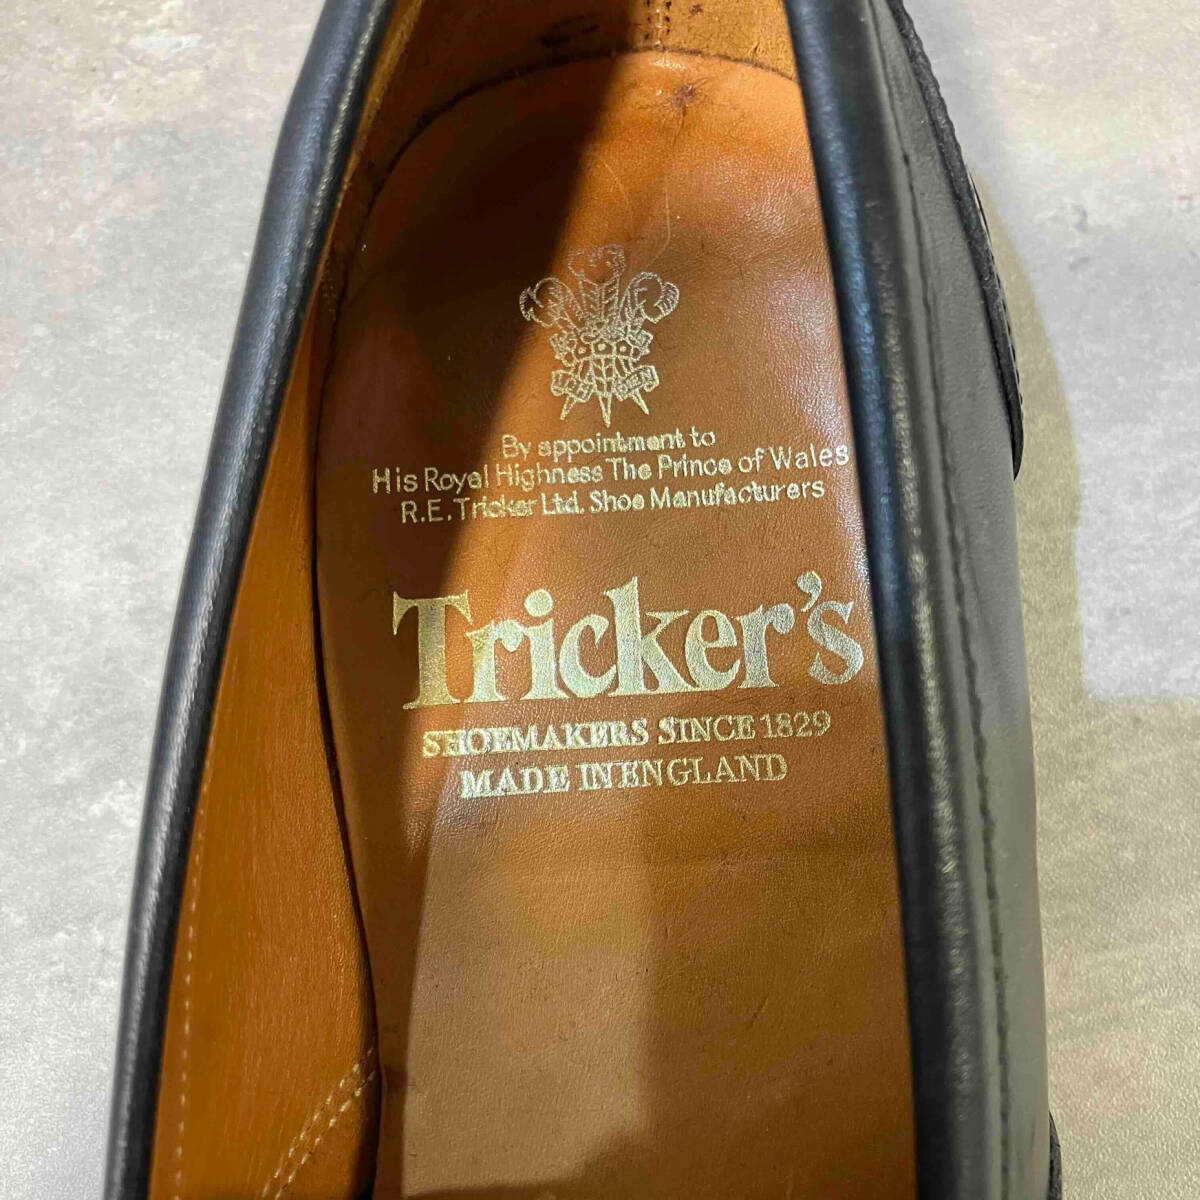 By appointment to
His Royal Highness The Prince of Wales
R.E. Tricker Ltd. Shoe Manufacturers
Tricker's
SHOEMAKERS SINCE 1829
MADE IN ENGLAND